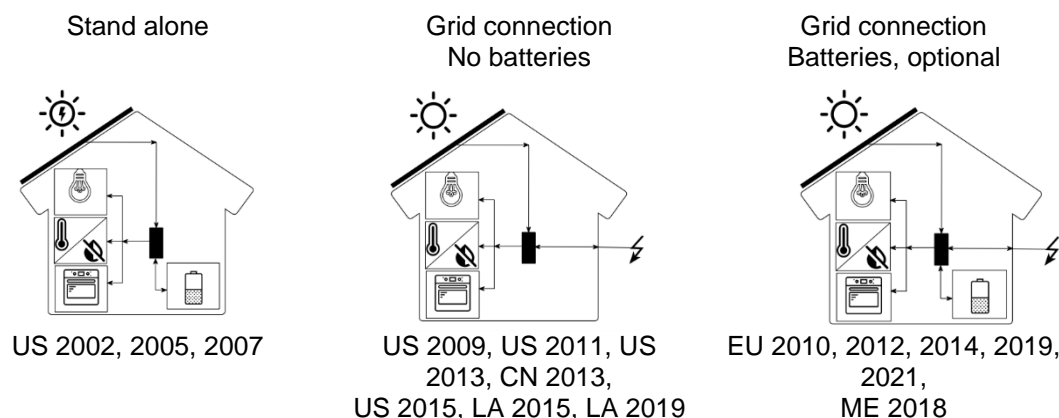 Stand alone
Grid connection
No batteries
Grid connection
Batteries, optional
US 2002, 2005, 2007
US 2009, US 2011, US
2013, CN 2013,
US 2015, LA 2015, LA 2019
EU 2010, 2012, 2014, 2019,
2021,
ME 2018